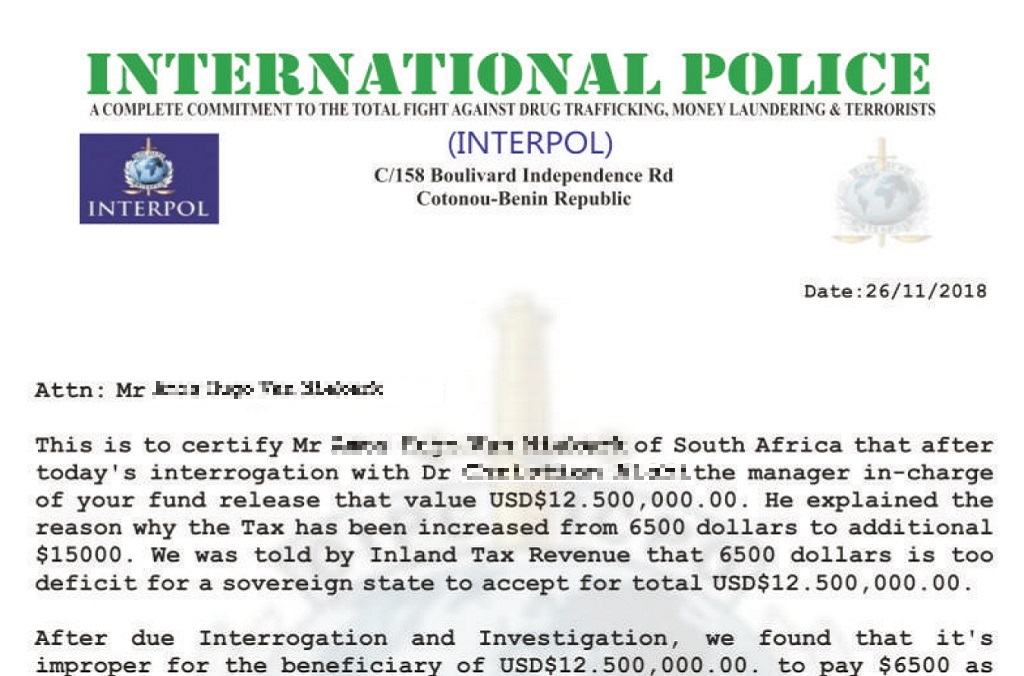 INTERNATIONAL POLICE
A COMPLETE COMMITMENT TO THE TOTAL FIGHT AGAINST DRUG TRAFFICKING, MONEY LAUNDERING & TERRORISTS
INTERPOL
(INTERPOL)
C/158 Boulivard Independence Rd
Cotonou-Benin Republic
Date:26/11/2018
Attn: Mr
This is to certify Mr of South Africa that after
today's interrogation with Dr the manager in-charge
of your fund release that value USD$12.500,000.00. He explained the
reason why the Tax has been increased from 6500 dollars to additional
$15000. We was told by Inland Tax Revenue that 6500 dollars is too
deficit for a sovereign state to accept for total USD$12.500,000.00.
After due Interrogation and Investigation, we found that it's
improper for the beneficiary of USD$12.500,000.00. to pay $6500 as